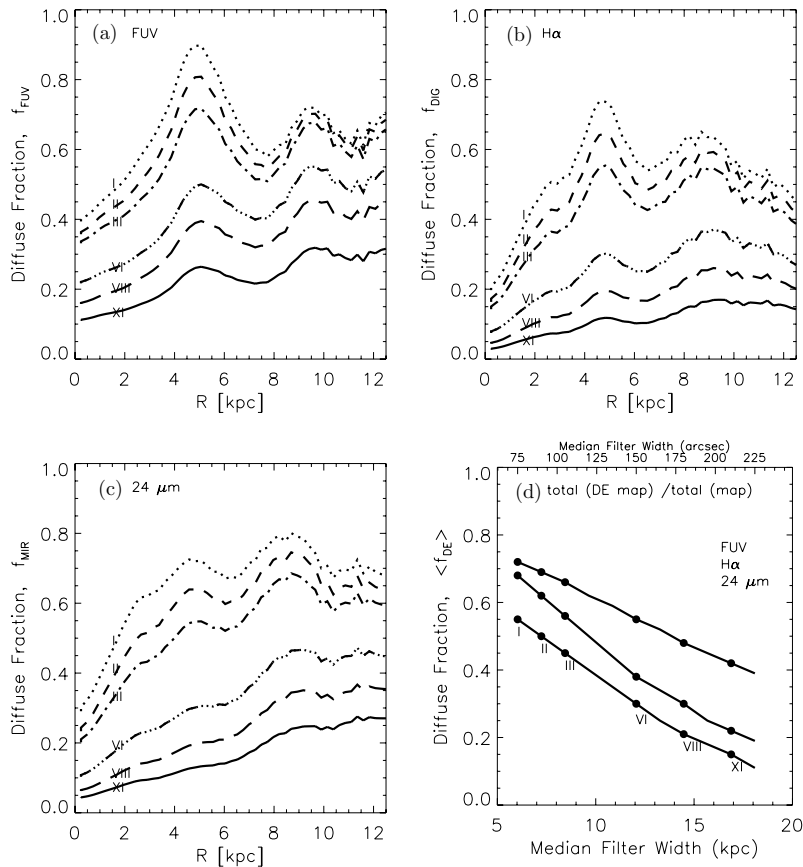 (a) FUV
Diffuse Fraction, f_FUV
1.0
0.8
0.6
0.4
0.2
0.0
I
II
III
VI
VIII
XI
0 2 4 6 8 10 12
R [kpc]
(b) Hα
Diffuse Fraction, f_DIG
1.0
0.8
0.6
0.4
0.2
0.0
I
II
III
VI
VIII
XI
0 2 4 6 8 10 12
R [kpc]
(c) 24 μm
Diffuse Fraction, f_MIR
1.0
0.8
0.6
0.4
0.2
0.0
I
II
III
VI
VIII
XI
0 2 4 6 8 10 12
R [kpc]
Median Filter Width (arcsec)
75 90 105 150 180 210 225
(d) total (DE map) /total (map)
FUV
Hα
24 μm
Diffuse Fraction, <f_DE>
1.0
0.8
0.6
0.4
0.2
0.0
I
II
III
VI
VIII
XI
5 10 15 20
Median Filter Width (kpc)